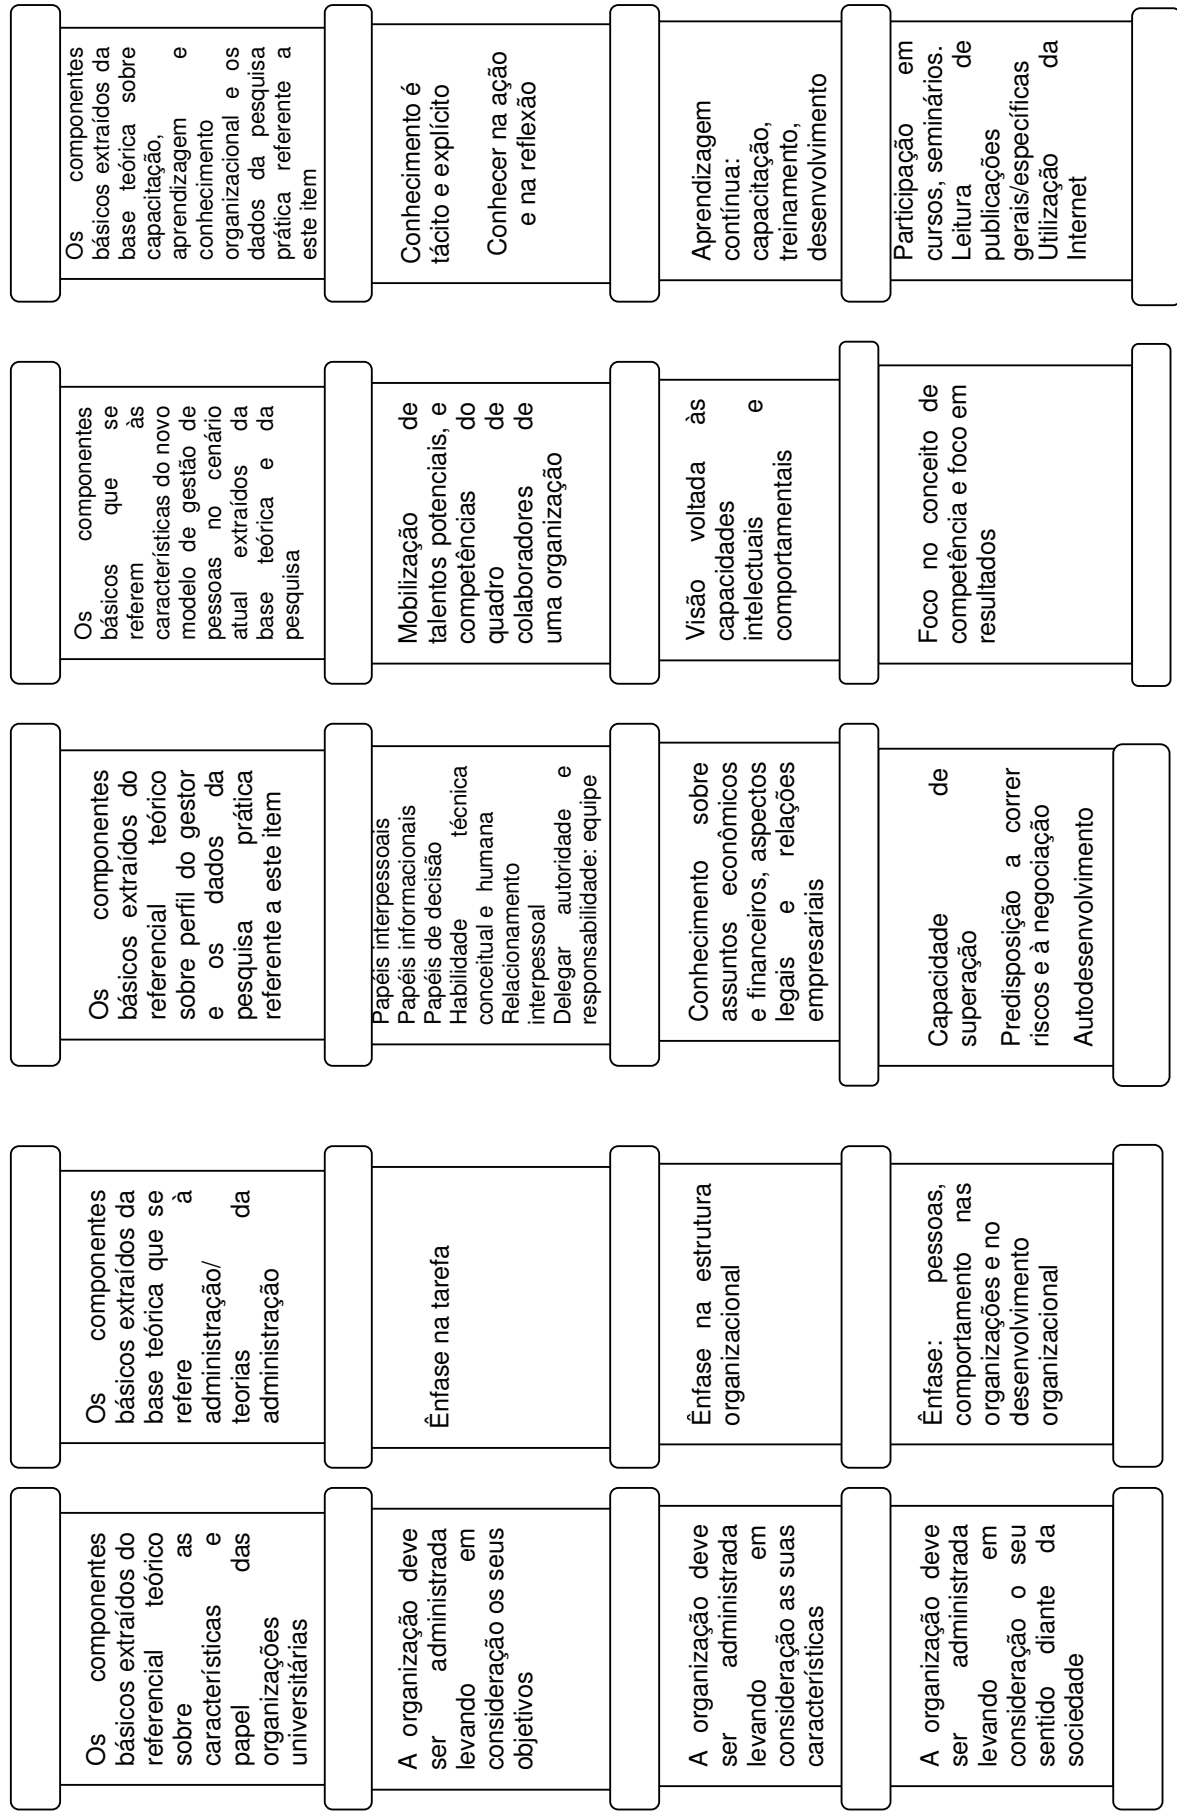 Os componentes
básicos extraídos do
referencial teórico
sobre as
características e
papel das
organizações
universitárias
A organização deve
ser administrada
levando em
consideração os seus
objetivos
A organização deve
ser administrada
levando em
consideração as suas
características
A organização deve
ser administrada
levando em
consideração o seu
sentido diante da
sociedade
Os componentes
básicos extraídos da
base teórica que se
refere à
administração/
teorias da
administração
Ênfase na tarefa
Ênfase na estrutura
organizacional
Ênfase: pessoas,
comportamento nas
organizações e no
desenvolvimento
organizacional
Os componentes
básicos extraídos do
referencial teórico
sobre perfil do gestor
e os dados da
pesquisa prática
referente a este item
Papéis interpessoais
Papéis informacionais
Papéis de decisão
Habilidade técnica
conceitual e humana
Relacionamento
interpessoal
Delegar autoridade e
responsabilidade: equipe
Conhecimento sobre
assuntos econômicos
e financeiros, aspectos
legais e relações
empresariais
Capacidade de
superação
Predisposição a correr
riscos e à negociação
Autodesenvolvimento
Os componentes
básicos que se
referem às
características do novo
modelo de gestão de
pessoas no cenário
atual extraídos da
base teórica e da
pesquisa
Mobilização de
talentos potenciais, e
competências do
quadro de
colaboradores de
uma organização
Visão voltada às
capacidades
intelectuais e
comportamentais
Foco no conceito de
competência e foco em
resultados
Os componentes
básicos extraídos da
base teórica sobre
capacitação,
aprendizagem e
conhecimento
organizacional e os
dados da pesquisa
prática referente a
este item
Conhecimento é
tácito e explícito
Conhecer na ação
e na reflexão
Aprendizagem
contínua:
capacitação,
treinamento,
desenvolvimento
Participação em
cursos, seminários.
Leitura de
publicações
gerais/específicas
Utilização da
Internet